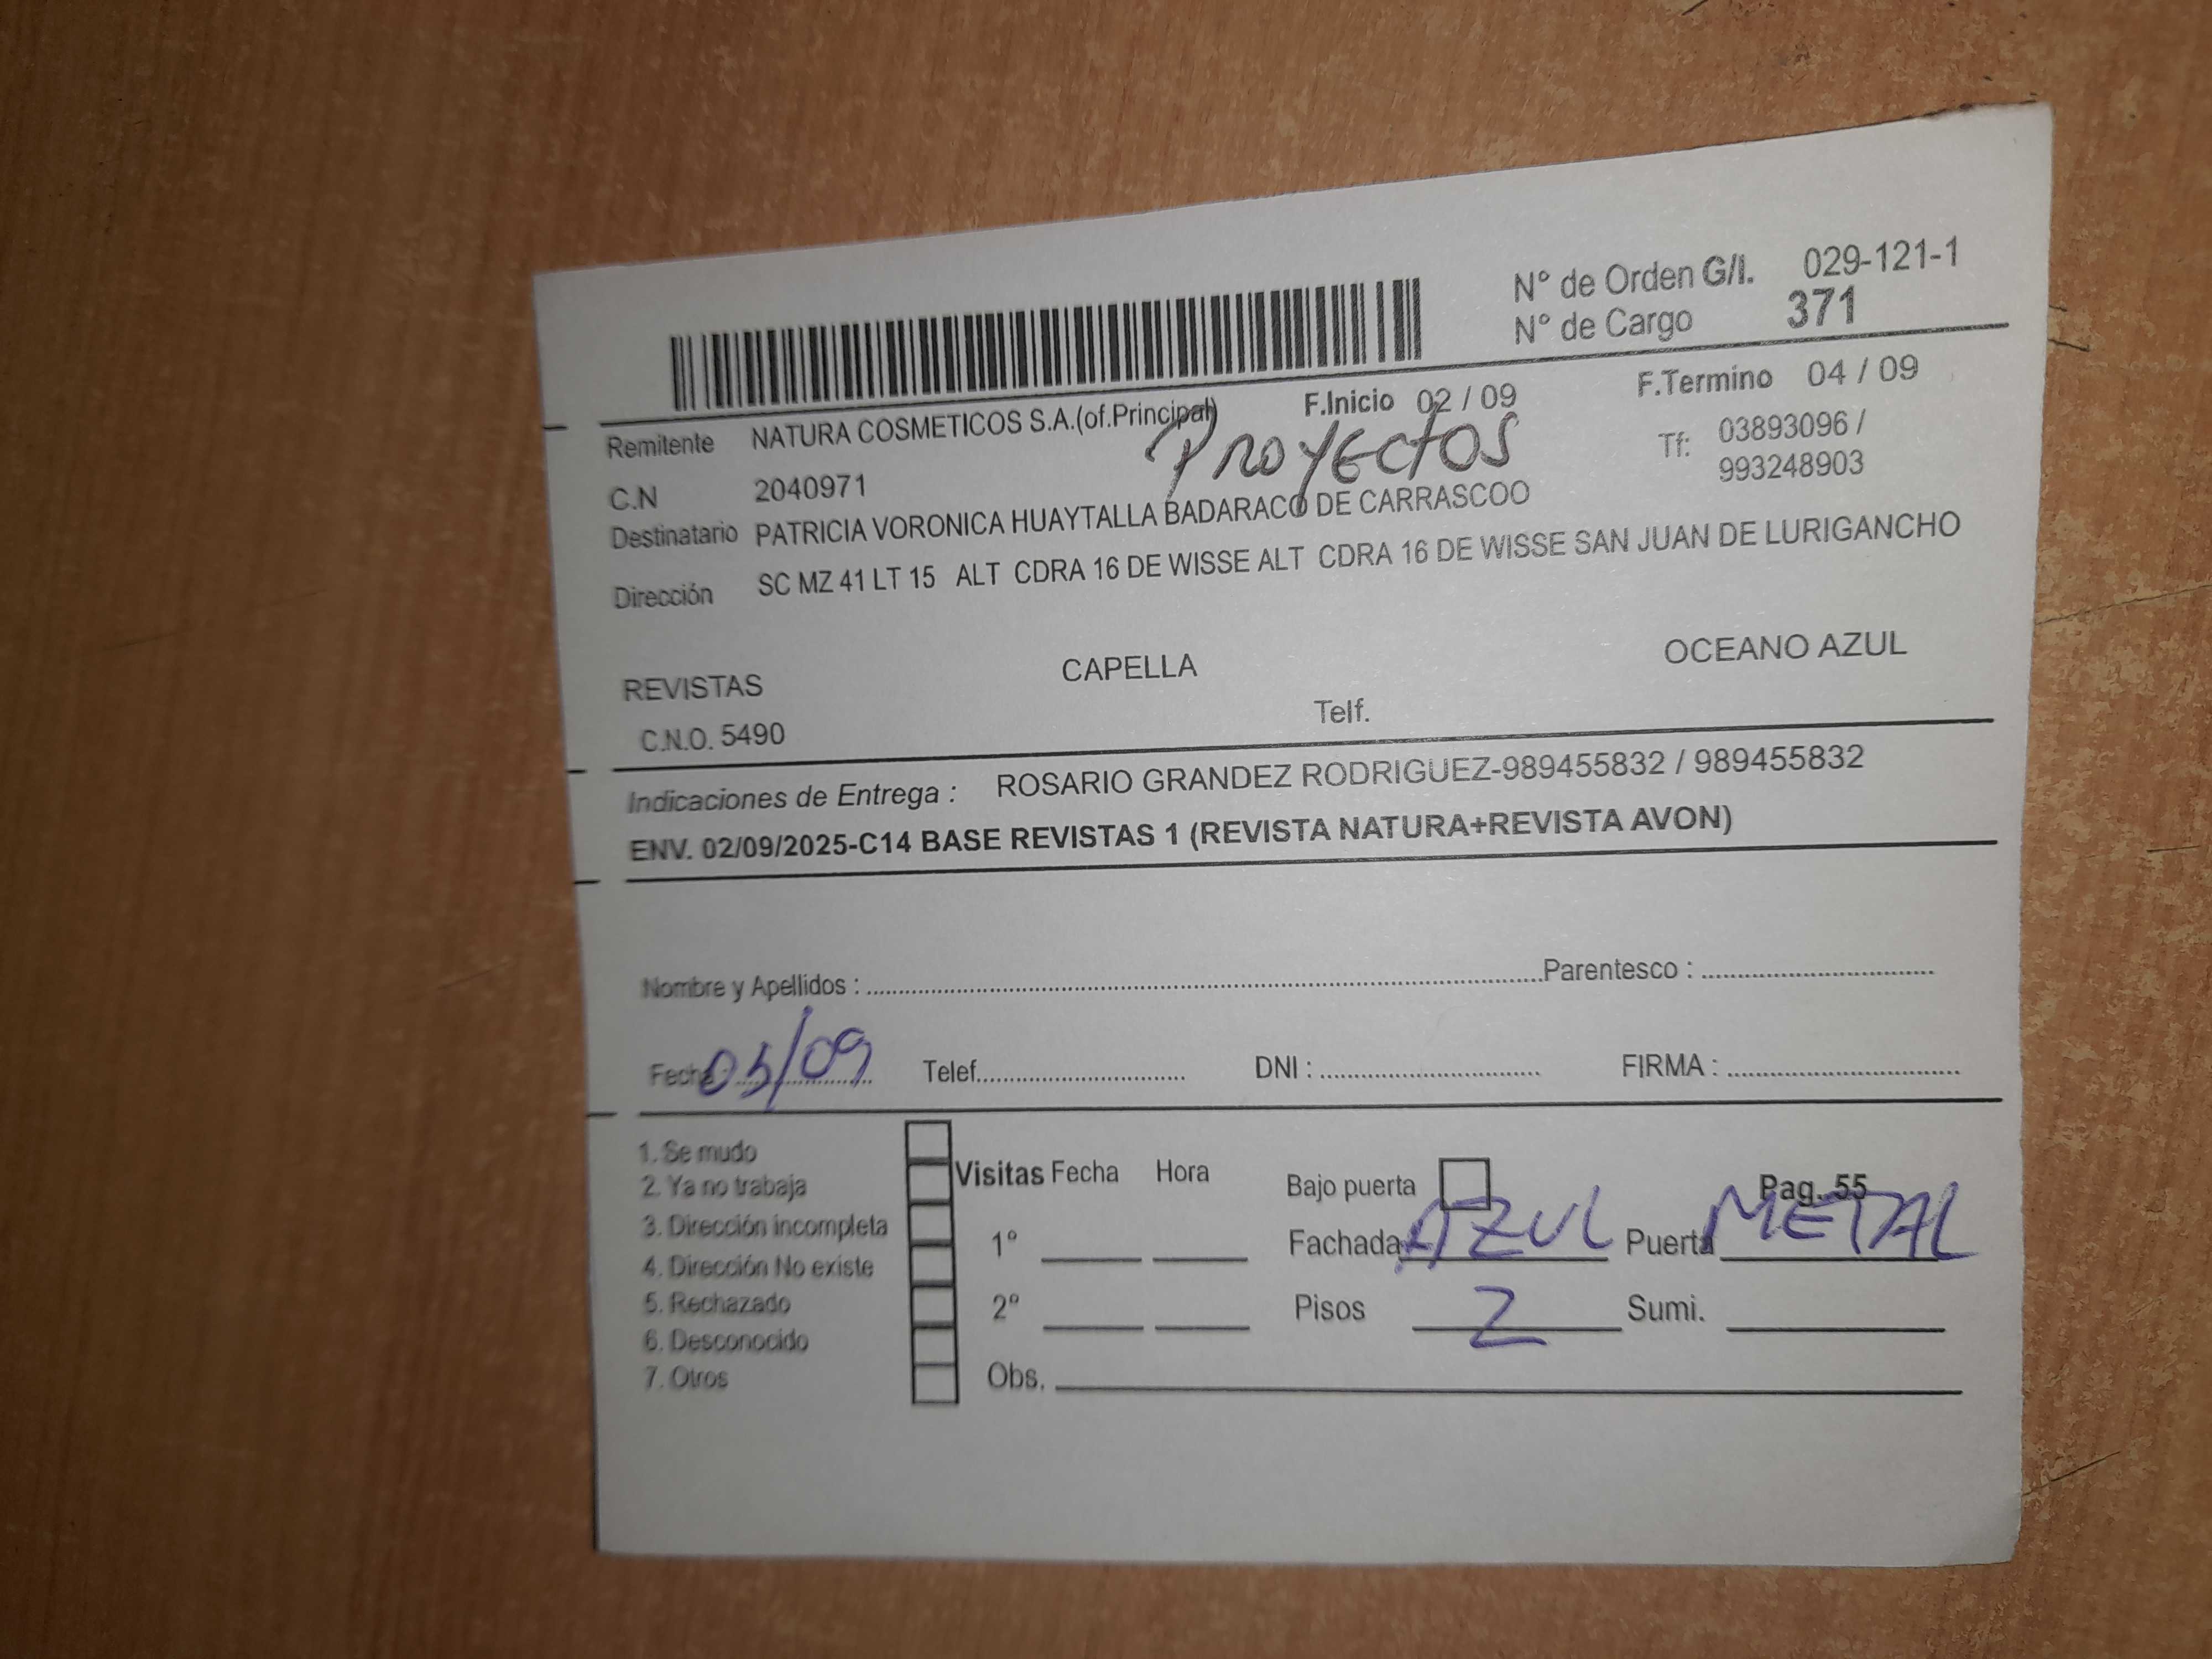 N° de Orden G/I. 029-121-1
N° de Cargo 371
F.Inicio 02 / 09 F.Termino 04 / 09
Remitente NATURA COSMETICOS S.A.(of.Principal)
PROYECTOS
Tf: 03893096 /
993248903
C.N 2040971
Destinatario PATRICIA VORONICA HUAYTALLA BADARACO DE CARRASCOO
Dirección SC MZ 41 LT 15 ALT CDRA 16 DE WISSE ALT CDRA 16 DE WISSE SAN JUAN DE LURIGANCHO
REVISTAS CAPELLA OCEANO AZUL
C.N.O. 5490 Telf.
Indicaciones de Entrega : ROSARIO GRANDEZ RODRIGUEZ-989455832 / 989455832
ENV. 02/09/2025-C14 BASE REVISTAS 1 (REVISTA NATURA+REVISTA AVON)
Nombre y Apellidos : Parentesco :
Fecha : 05/09 Telef. DNI : FIRMA :
1. Se mudo
2. Ya no trabaja
3. Dirección incompleta
4. Dirección No existe
5. Rechazado
6. Desconocido
7. Otros
Visitas Fecha Hora
1°
2°
Obs.
Bajo puerta Pag. 55
Fachada AZUL Puerta METAL
Pisos 2 Sumi.